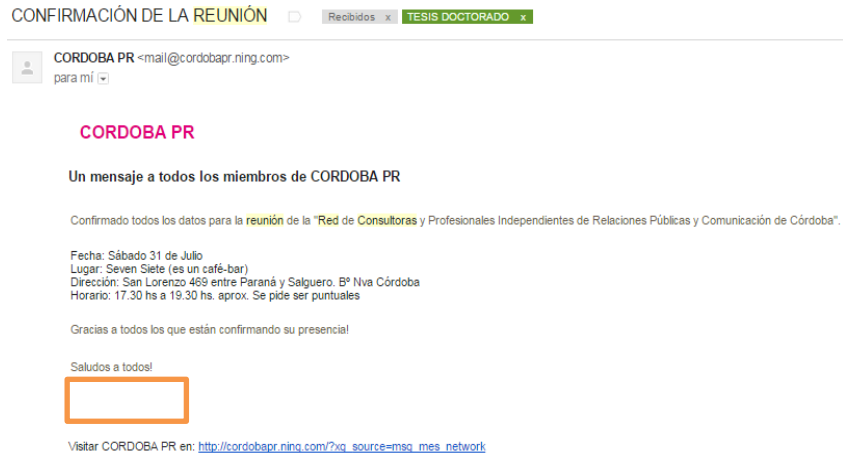 CONFIRMACIÓN DE LA REUNIÓN Recibidos x TESIS DOCTORADO x
CORDOBA PR <mail@cordobapr.ning.com>
para mí
CORDOBA PR
Un mensaje a todos los miembros de CORDOBA PR
Confirmado todos los datos para la reunión de la "Red de Consultoras y Profesionales Independientes de Relaciones Públicas y Comunicación de Córdoba".
Fecha: Sábado 31 de Julio
Lugar: Seven Siete (es un café-bar)
Dirección: San Lorenzo 469 entre Paraná y Salguero. Bº Nva Córdoba
Horario: 17.30 hs a 19.30 hs. aprox. Se pide ser puntuales
Gracias a todos los que están confirmando su presencia!
Saludos a todos!
Visitar CORDOBA PR en: http://cordobapr.ning.com/?xg_source=msg_mes_network